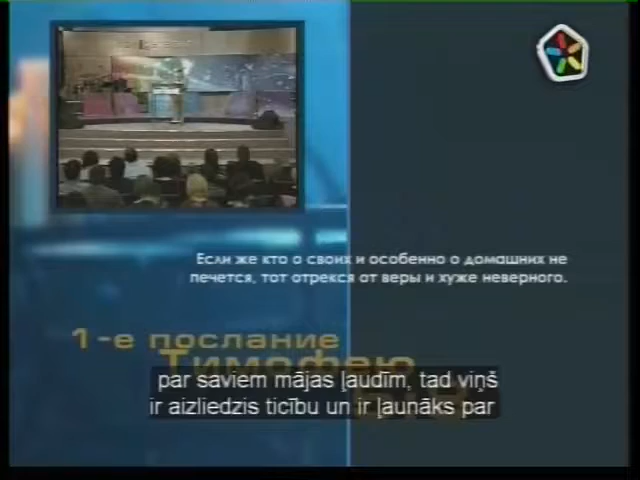 Если же кто о своих и особенно о домашних не
печется, тот отрекся от веры и хуже неверного.
1-е послание
Тимофею
par saviem mājas ļaudīm, tad viņš
ir aizliedzis ticību un ir ļaunāks par